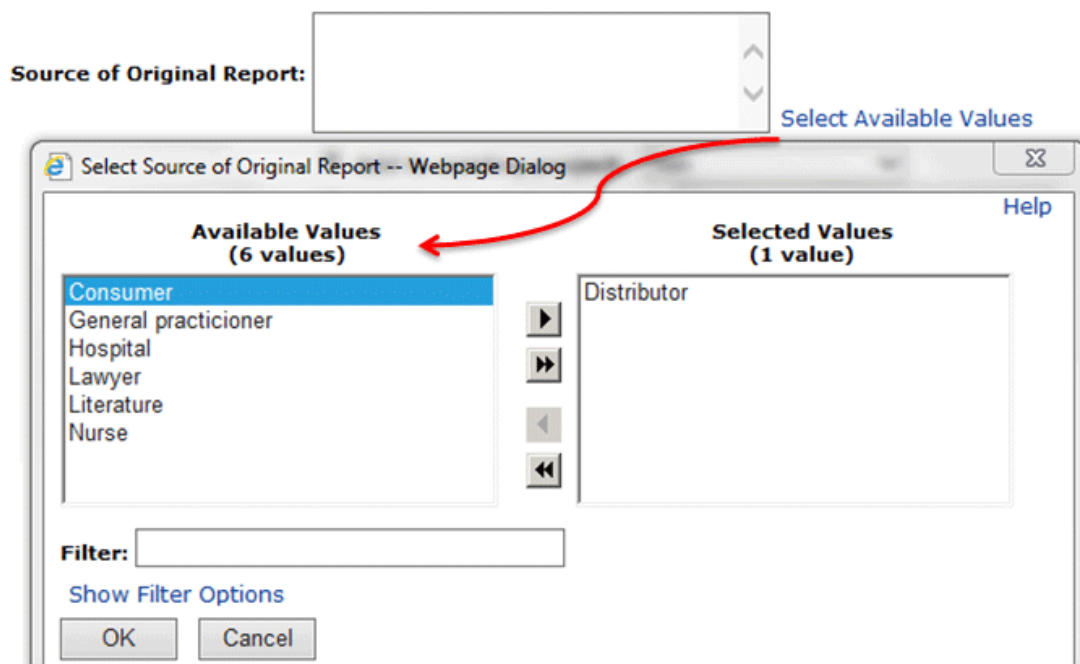 Source of Original Report:
Select Available Values
Select Source of Original Report -- Webpage Dialog
Help
Available Values
(6 values)
Selected Values
(1 value)
Consumer
General practicioner
Hospital
Lawyer
Literature
Nurse
Distributor
Filter:
Show Filter Options
OK
Cancel